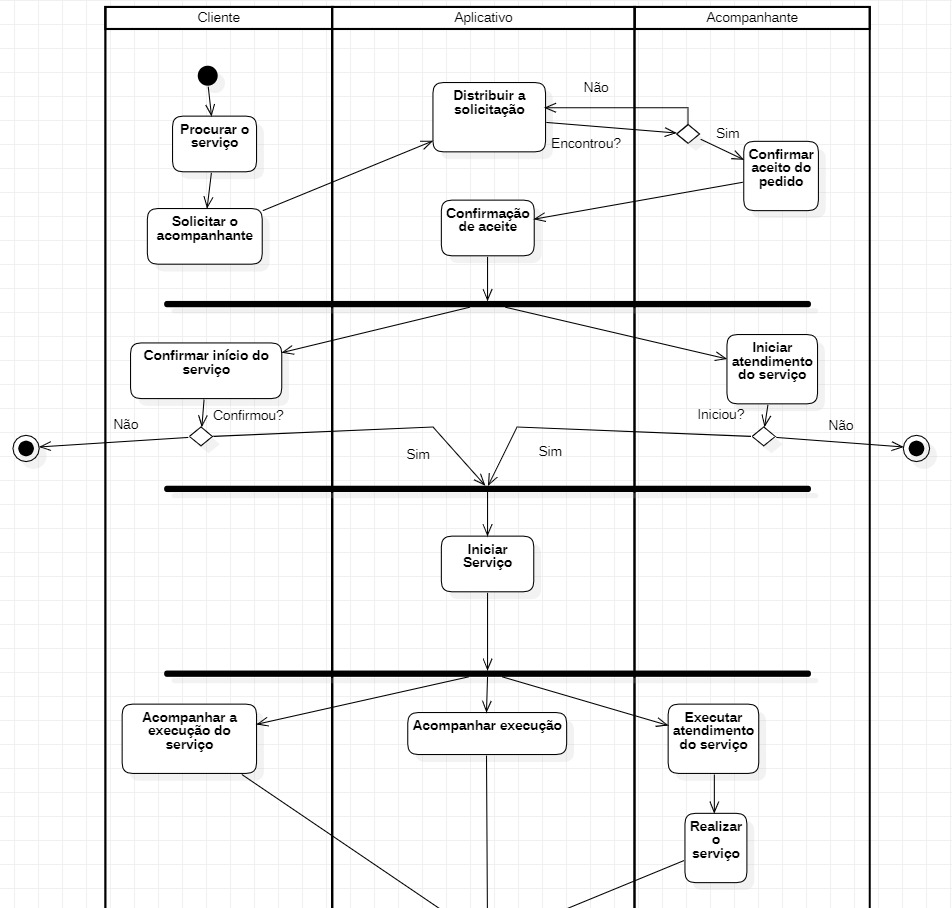 Cliente
Aplicativo
Acompanhante
Procurar o
serviço
Solicitar o
acompanhante
Distribuir a
solicitação
Não
Encontrou?
Sim
Confirmar
aceito do
pedido
Confirmação
de aceite
Confirmar início do
serviço
Iniciar
atendimento
do serviço
Confirmou?
Não
Sim
Iniciou?
Não
Sim
Iniciar
Serviço
Acompanhar a
execução do
serviço
Acompanhar execução
Executar
atendimento
do serviço
Realizar
o
serviço